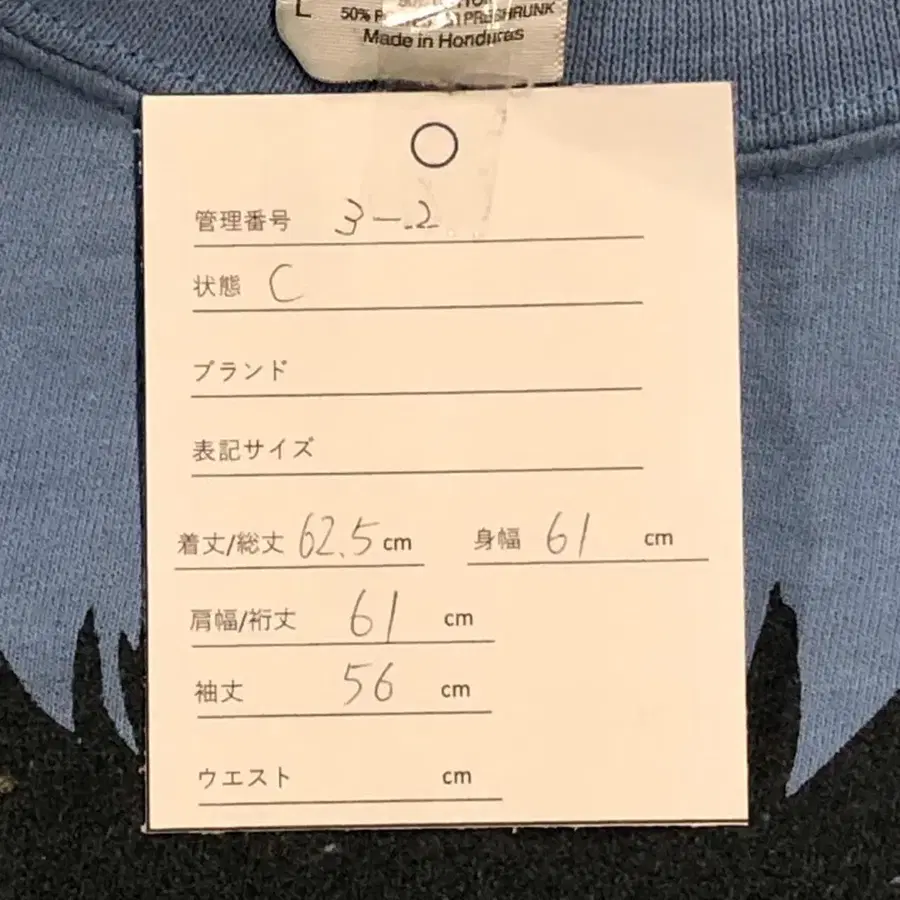 L
50%
PRESHRUNK
Made in Honduras
管理番号 3-2
状態 C
ブランド
表記サイズ
着丈/総丈 62.5 cm 身幅 61 cm
肩幅/裄丈 61 cm
袖丈 56 cm
ウエスト cm